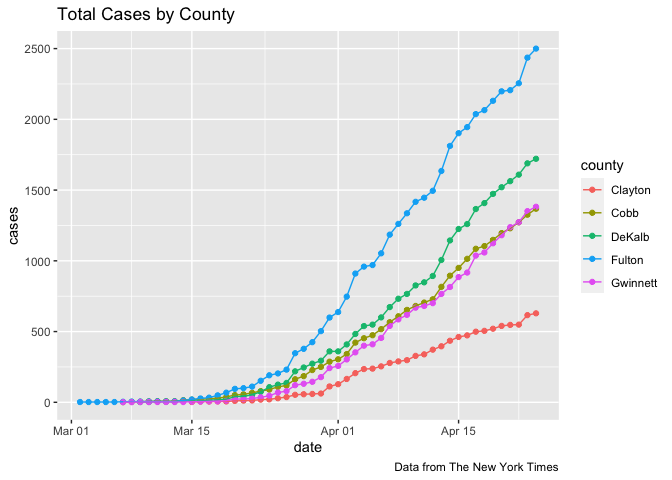 Total Cases by County
2500
2000
1500
1000
500
0
cases
Mar 01 Mar 15 Apr 01 Apr 15
date
county
Clayton
Cobb
DeKalb
Fulton
Gwinnett
Data from The New York Times